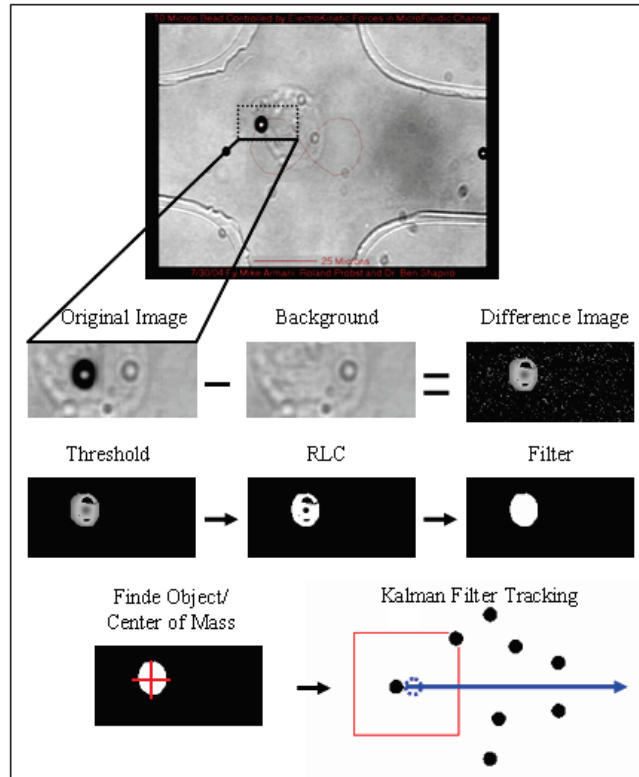 10 Micron Bead Controlled by ElectroKinetic Forces in MicroFluidic Channel
25 Microns
7/30/04 By Mike Armani, Roland Probst and Dr. Ben Shapiro
Original Image
Background
Difference Image
Threshold
RLC
Filter
Finde Object/
Center of Mass
Kalman Filter Tracking